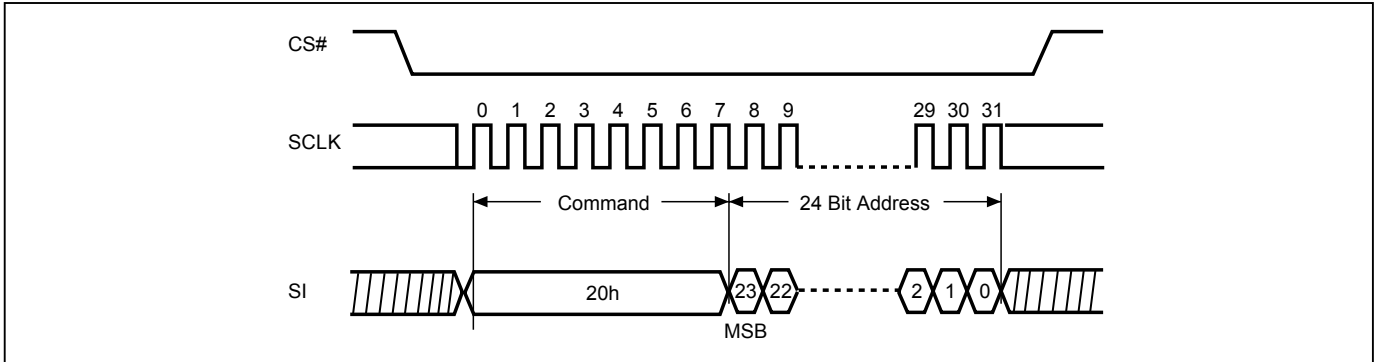 CS#
0 1 2 3 4 5 6 7 8 9 29 30 31
SCLK
Command 24 Bit Address
SI 20h 23 22 2 1 0
MSB